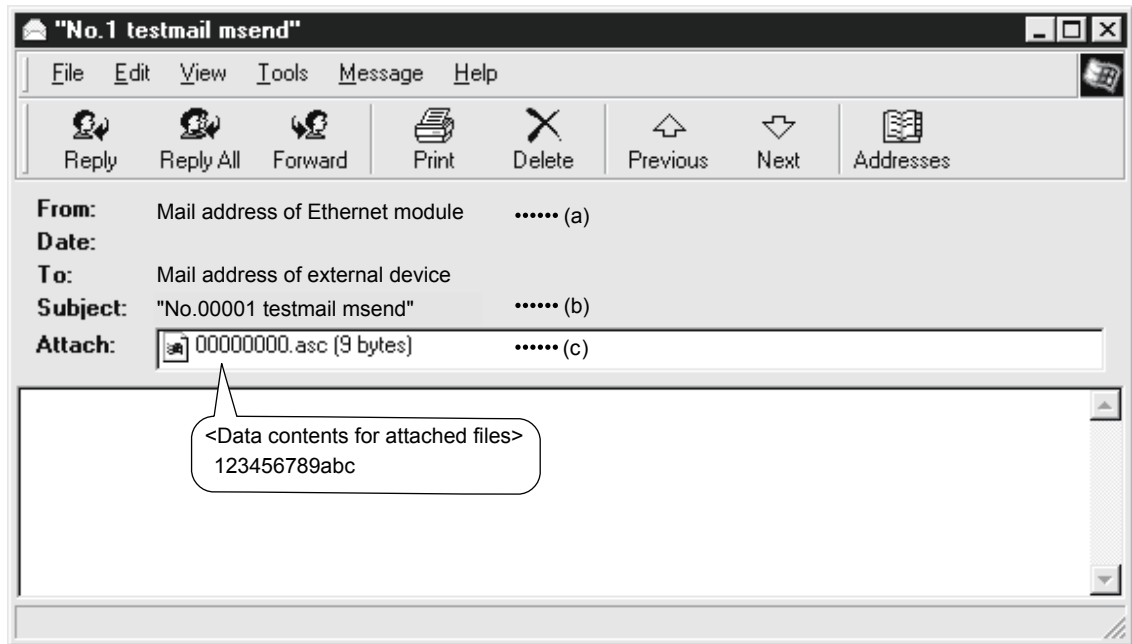 "No.1 testmail msend"
File Edit View Tools Message Help
Reply Reply All Forward Print Delete Previous Next Addresses
From: Mail address of Ethernet module •••••• (a)
Date:
To: Mail address of external device
Subject: "No.00001 testmail msend" •••••• (b)
Attach: 00000000.asc (9 bytes) •••••• (c)
<Data contents for attached files>
123456789abc